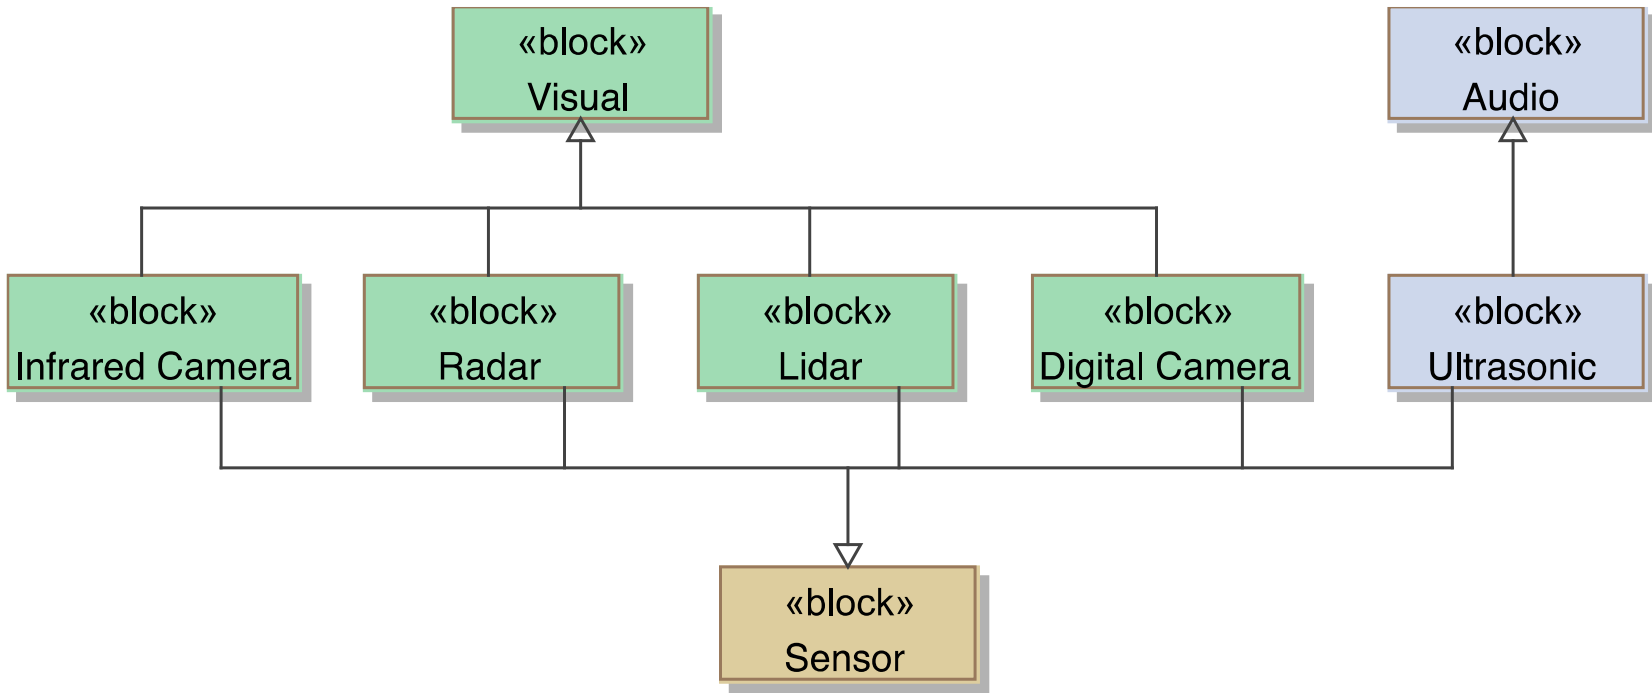 «block»
Visual
«block»
Audio
«block»
Infrared Camera
«block»
Radar
«block»
Lidar
«block»
Digital Camera
«block»
Ultrasonic
«block»
Sensor